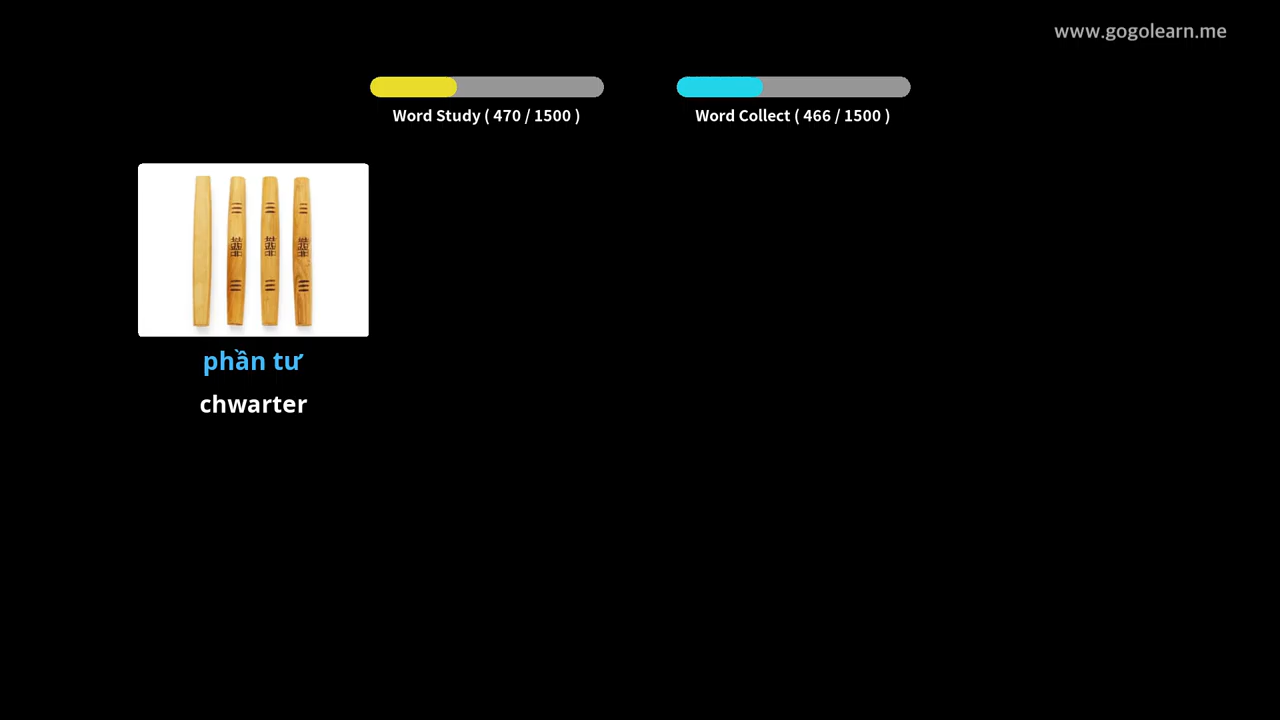 www.gogolearn.me
Word Study ( 470 / 1500 )
Word Collect ( 466 / 1500 )
phần tư
chwarter